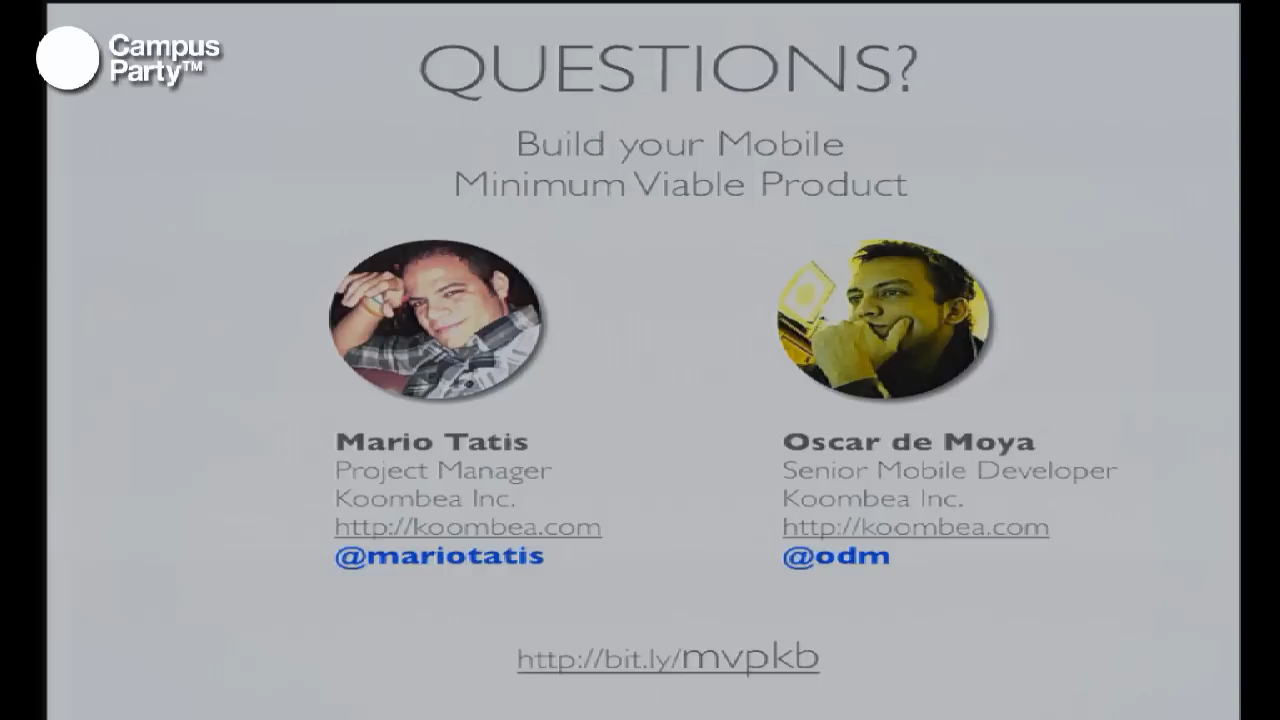 Campus
Party™
QUESTIONS?
Build your Mobile
Minimum Viable Product
Mario Tatis
Project Manager
Koombea Inc.
http://koombea.com
@mariotatis
Oscar de Moya
Senior Mobile Developer
Koombea Inc.
http://koombea.com
@odm
http://bit.ly/mvpkb